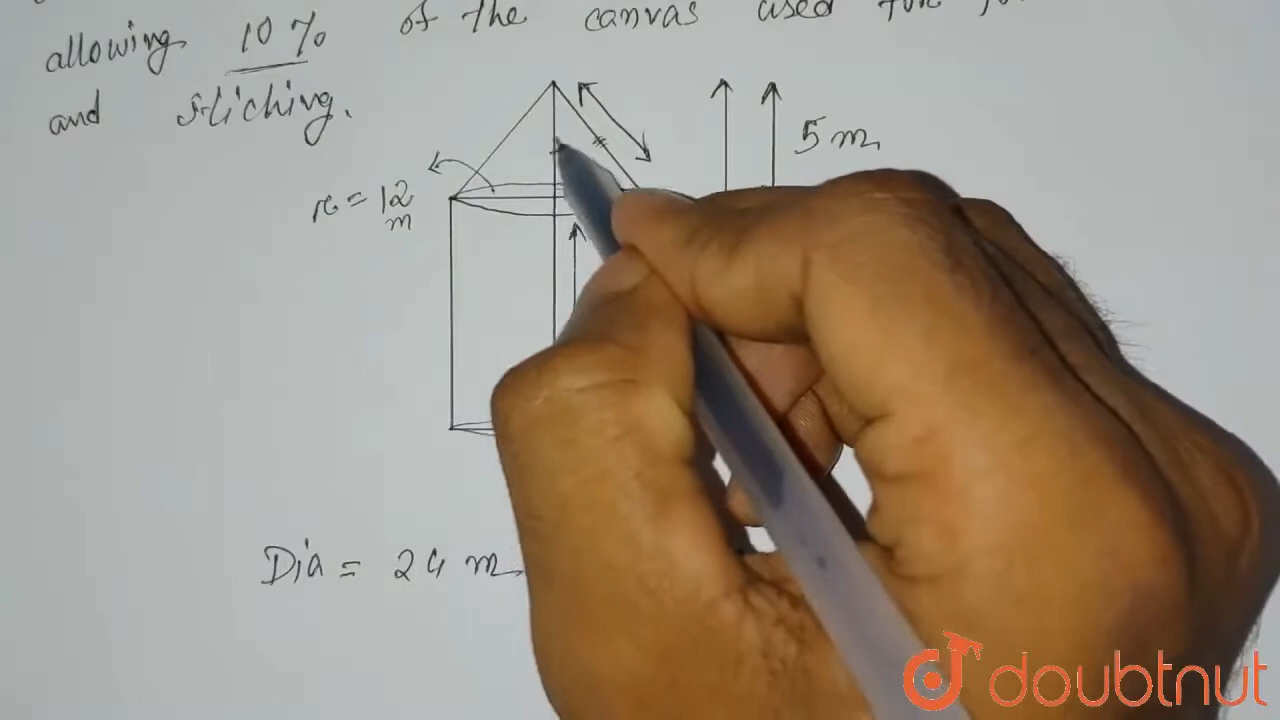 allowing 10% of the canvas used for
and stiching.
5 m
r = 12
m
Dia = 24 m
doubtnut